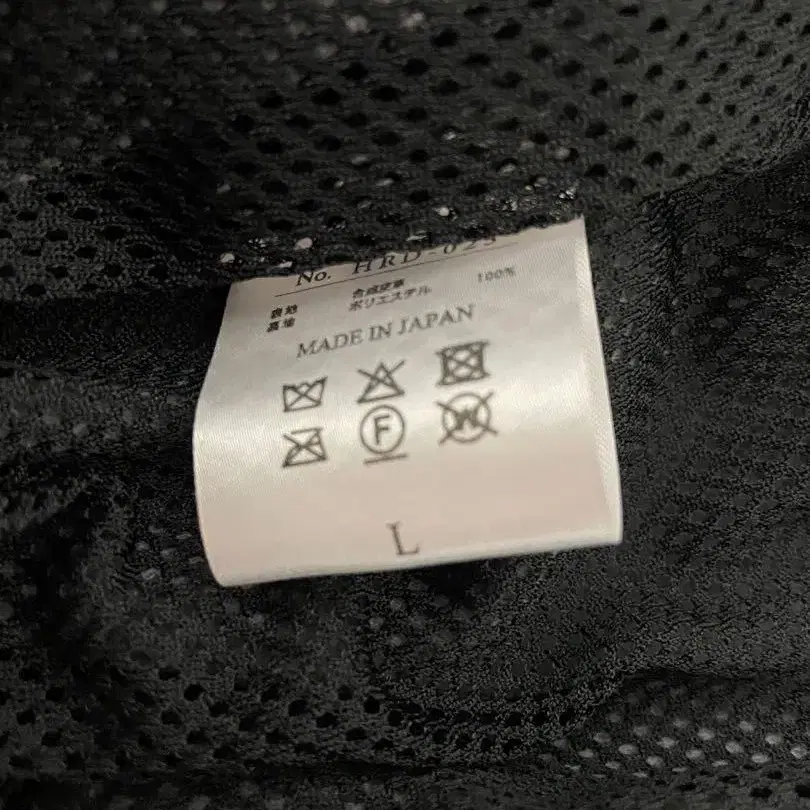 No. HRD-023
表地 合成皮革
裏地 ポリエステル 100%
MADE IN JAPAN
F
W
L